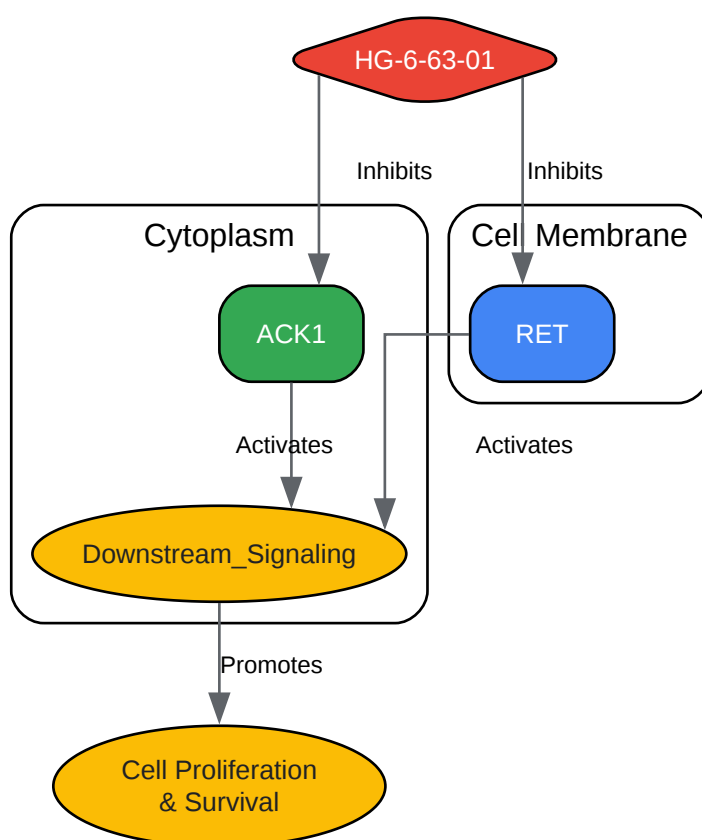 HG-6-63-01
Inhibits
Inhibits
Cytoplasm
Cell Membrane
ACK1
RET
Activates
Activates
Downstream_Signaling
Promotes
Cell Proliferation
& Survival